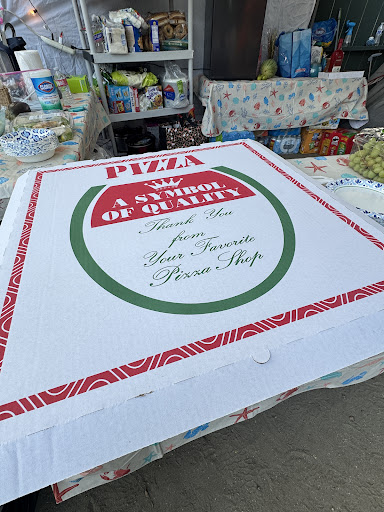 PIZZA
A SYMBOL
OF QUALITY
Thank You
from
Your Favorite
Pizza Shop